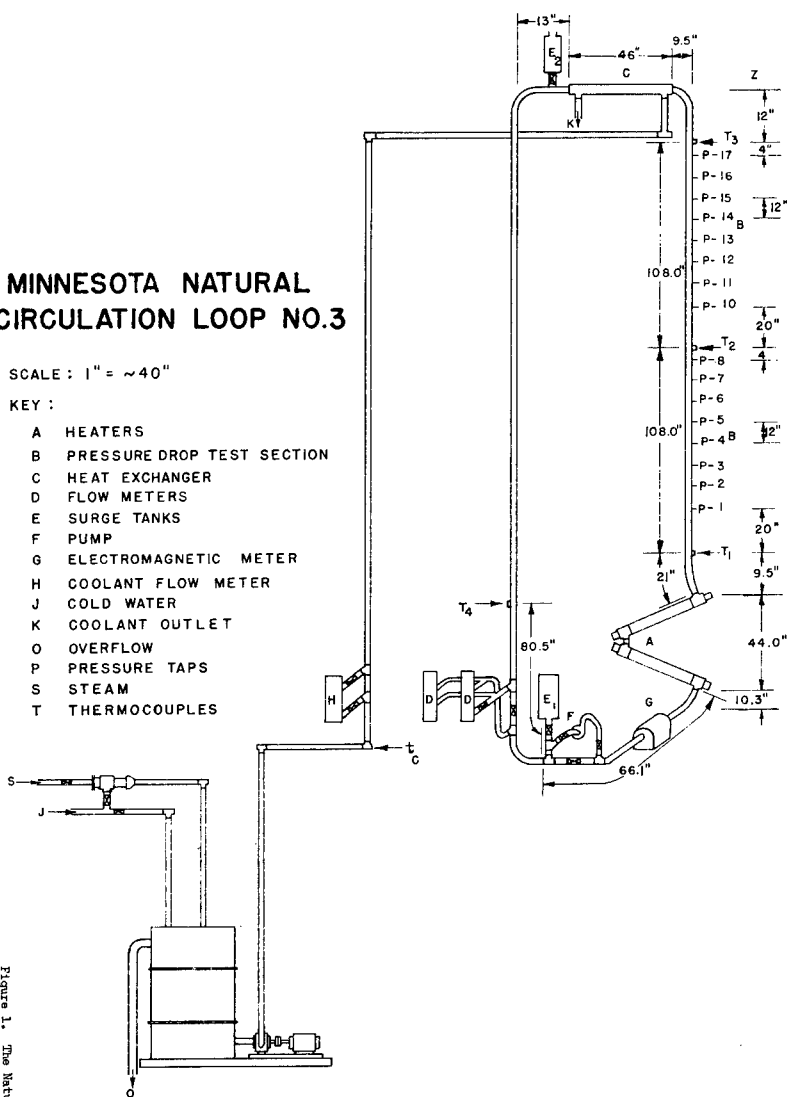 13"
9.5"
46"
E2
C
Z
K
12"
T3
4"
P-17
P-16
P-15
12"
P-14
B
P-13
P-12
108.0"
P-11
P-10
20"
T2
4
P-8
P-7
P-6
P-5
12"
P-4
B
108.0"
P-3
P-2
P-1
20"
T1
9.5"
21"
T4
A
44.0"
80.5"
H
D
D
E1
F
G
10.3"
66.1"
tc
MINNESOTA NATURAL
CIRCULATION LOOP NO.3
SCALE: 1" = ~40"
KEY:
A HEATERS
B PRESSURE DROP TEST SECTION
C HEAT EXCHANGER
D FLOW METERS
E SURGE TANKS
F PUMP
G ELECTROMAGNETIC METER
H COOLANT FLOW METER
J COLD WATER
K COOLANT OUTLET
O OVERFLOW
P PRESSURE TAPS
S STEAM
T THERMOCOUPLES
S
J
O
Figure 1. The Natu